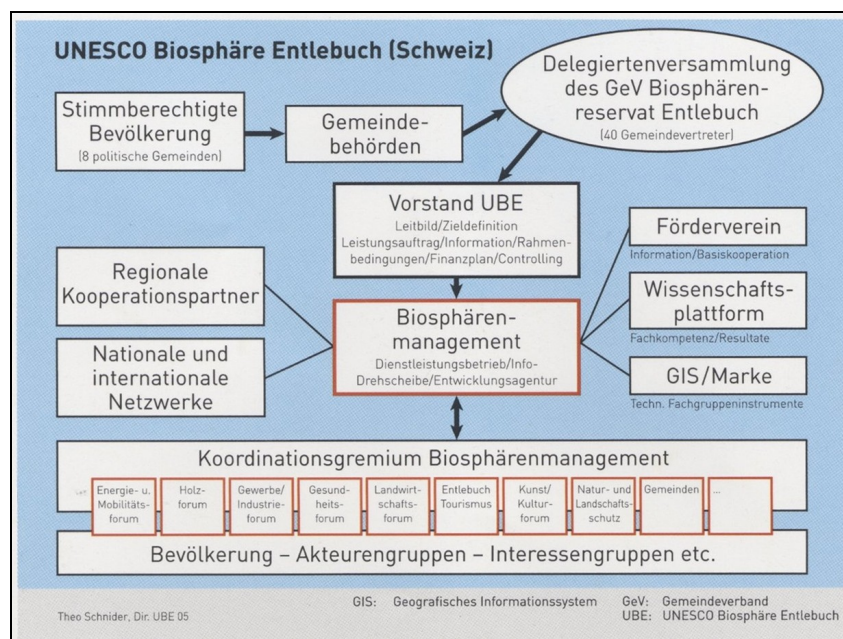 UNESCO Biosphäre Entlebuch (Schweiz)
Delegiertenversammlung
des GeV Biosphären-
reservat Entlebuch
(40 Gemeindevertreter)
Stimmberechtigte
Bevölkerung
(8 politische Gemeinden)
Gemeinde-
behörden
Vorstand UBE
Leitbild/Zieldefinition
Leistungsauftrag/Information/Rahmen-
bedingungen/Finanzplan/Controlling
Förderverein
Information/Basiskooperation
Regionale
Kooperationspartner
Wissenschafts-
plattform
Fachkompetenz/Resultate
Biosphären-
management
Dienstleistungsbetrieb/Info-
Drehscheibe/Entwicklungsagentur
Nationale und
internationale
Netzwerke
GIS/Marke
Techn. Fachgruppeninstrumente
Koordinationsgremium Biosphärenmanagement
Energie- u.
Mobilitäts-
forum
Holz-
forum
Gewerbe/
Industrie-
forum
Gesund-
heits-
forum
Landwirt-
schafts-
forum
Entlebuch
Tourismus
Kunst/
Kultur-
forum
Natur- und
Landschafts-
schutz
Gemeinden
...
Bevölkerung – Akteurengruppen – Interessengruppen etc.
Theo Schnider, Dir. UBE 05
GIS: Geografisches Informationssystem
GeV: Gemeindeverband
UBE: UNESCO Biosphäre Entlebuch